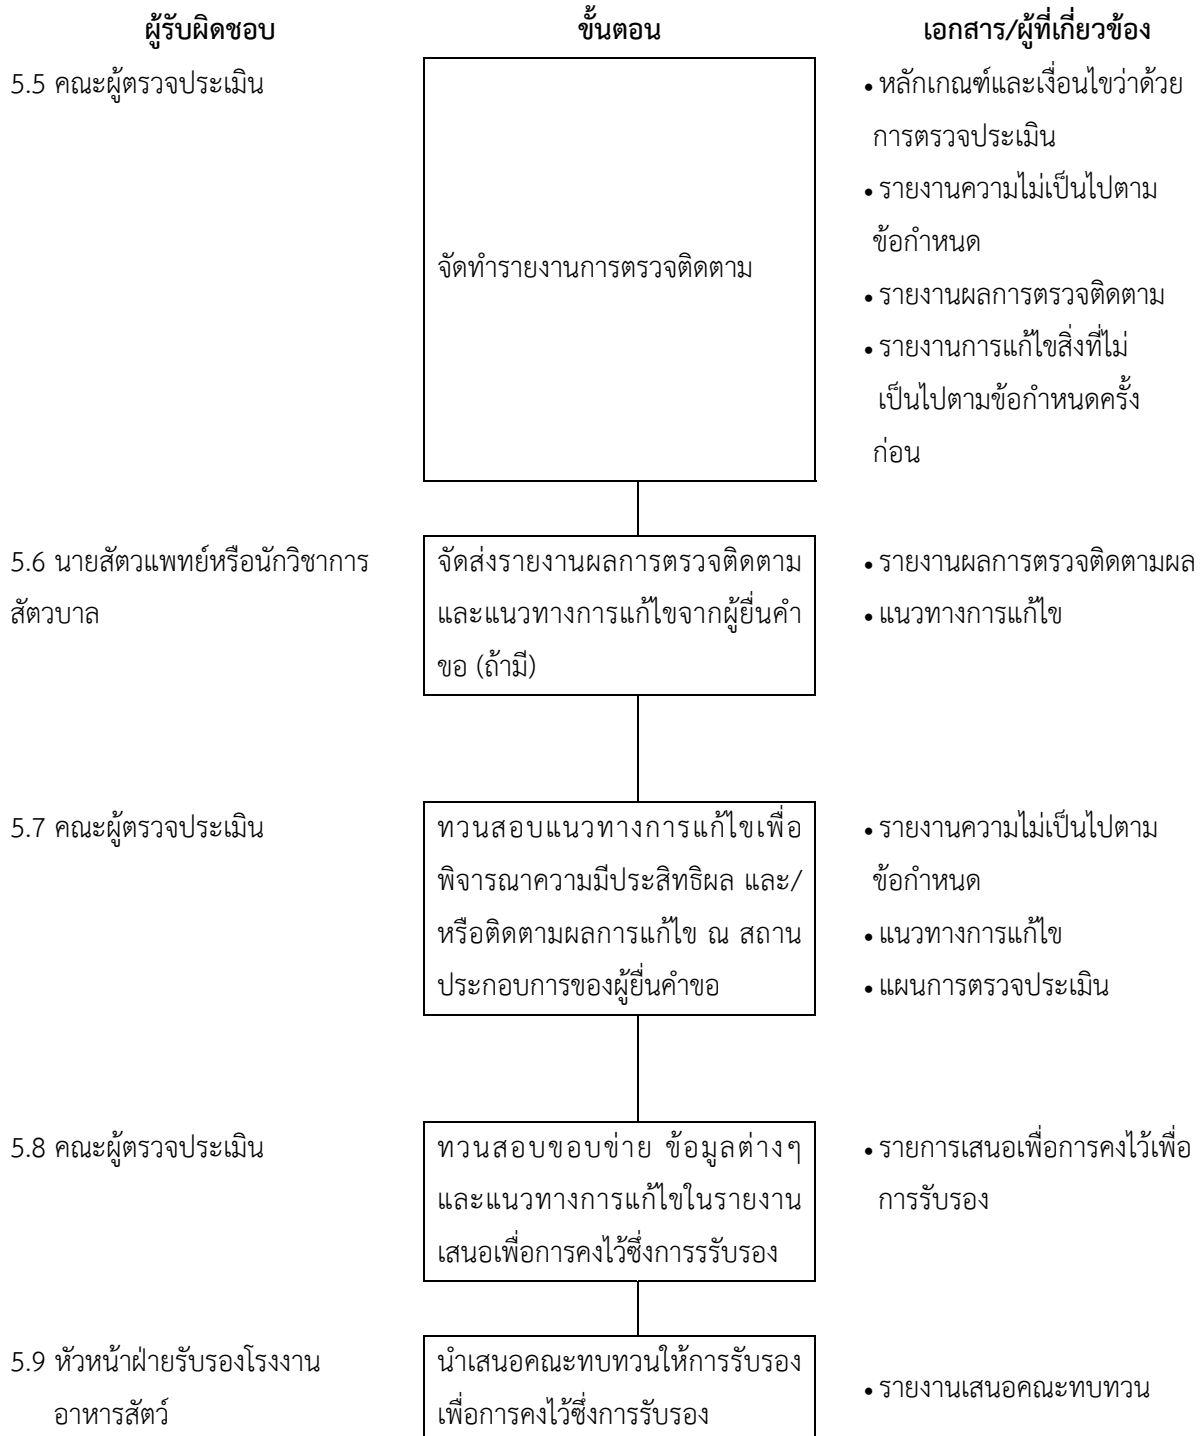 ผู้รับผิดชอบ ขั้นตอน เอกสาร/ผู้ที่เกี่ยวข้อง
5.5 คณะผู้ตรวจประเมิน
จัดทำรายงานการตรวจติดตาม
• หลักเกณฑ์และเงื่อนไขว่าด้วย
การตรวจประเมิน
• รายงานความไม่เป็นไปตาม
ข้อกำหนด
• รายงานผลการตรวจติดตาม
• รายงานการแก้ไขสิ่งที่ไม่
เป็นไปตามข้อกำหนดครั้ง
ก่อน
5.6 นายสัตวแพทย์หรือนักวิชาการ
สัตวบาล
จัดส่งรายงานผลการตรวจติดตาม
และแนวทางการแก้ไขจากผู้ยื่นคำ
ขอ (ถ้ามี)
• รายงานผลการตรวจติดตามผล
• แนวทางการแก้ไข
5.7 คณะผู้ตรวจประเมิน
ทวนสอบแนวทางการแก้ไขเพื่อ
พิจารณาความมีประสิทธิผล และ/
หรือติดตามผลการแก้ไข ณ สถาน
ประกอบการของผู้ยื่นคำขอ
• รายงานความไม่เป็นไปตาม
ข้อกำหนด
• แนวทางการแก้ไข
• แผนการตรวจประเมิน
5.8 คณะผู้ตรวจประเมิน
ทวนสอบขอบข่าย ข้อมูลต่างๆ
และแนวทางการแก้ไขในรายงาน
เสนอเพื่อการคงไว้ซึ่งการรรับรอง
• รายการเสนอเพื่อการคงไว้เพื่อ
การรับรอง
5.9 หัวหน้าฝ่ายรับรองโรงงาน
อาหารสัตว์
นำเสนอคณะทบทวนให้การรับรอง
เพื่อการคงไว้ซึ่งการรับรอง
• รายงานเสนอคณะทบทวน